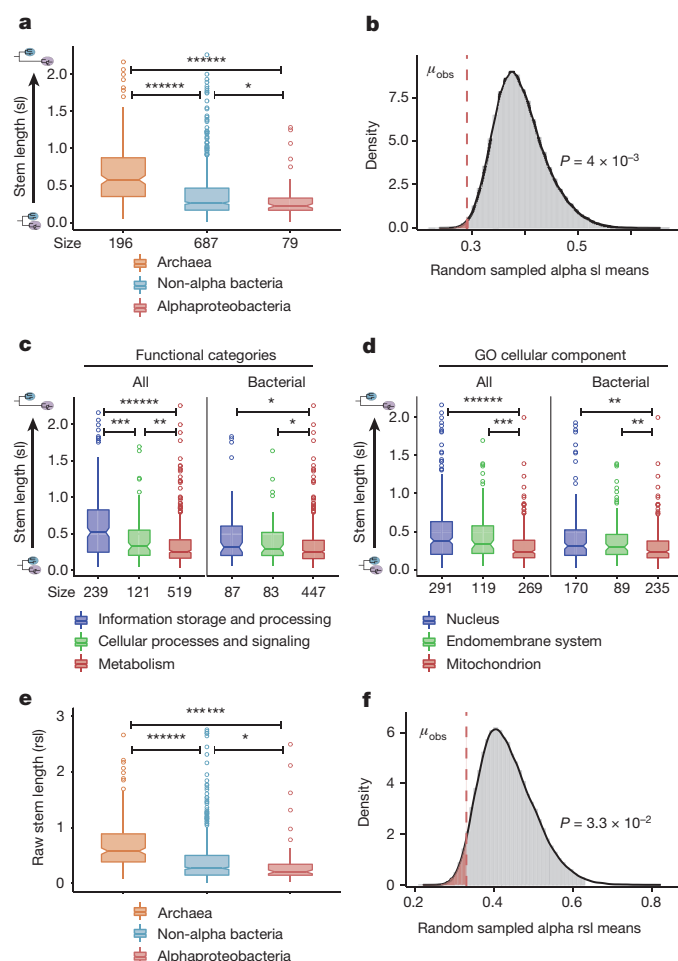 a
******
******
*
2.0
1.5
1.0
0.5
0.0
Stem length (sl)
Size
196
687
79
Archaea
Non-alpha bacteria
Alphaproteobacteria
b
μobs
7.5
5.0
2.5
0.0
Density
P = 4 × 10⁻³
0.3
0.5
Random sampled alpha sl means
c
Functional categories
All
Bacterial
******
***
**
*
*
2.0
1.5
1.0
0.5
0.0
Stem length (sl)
Size
239
121
519
87
83
447
Information storage and processing
Cellular processes and signaling
Metabolism
d
GO cellular component
All
Bacterial
******
***
**
**
2.0
1.5
1.0
0.5
0.0
Stem length (sl)
291
119
269
170
89
235
Nucleus
Endomembrane system
Mitochondrion
e
******
******
*
3
2
1
0
Raw stem length (rsl)
Archaea
Non-alpha bacteria
Alphaproteobacteria
f
μobs
6
4
2
0
Density
P = 3.3 × 10⁻²
0.4
0.6
0.8
Random sampled alpha rsl means